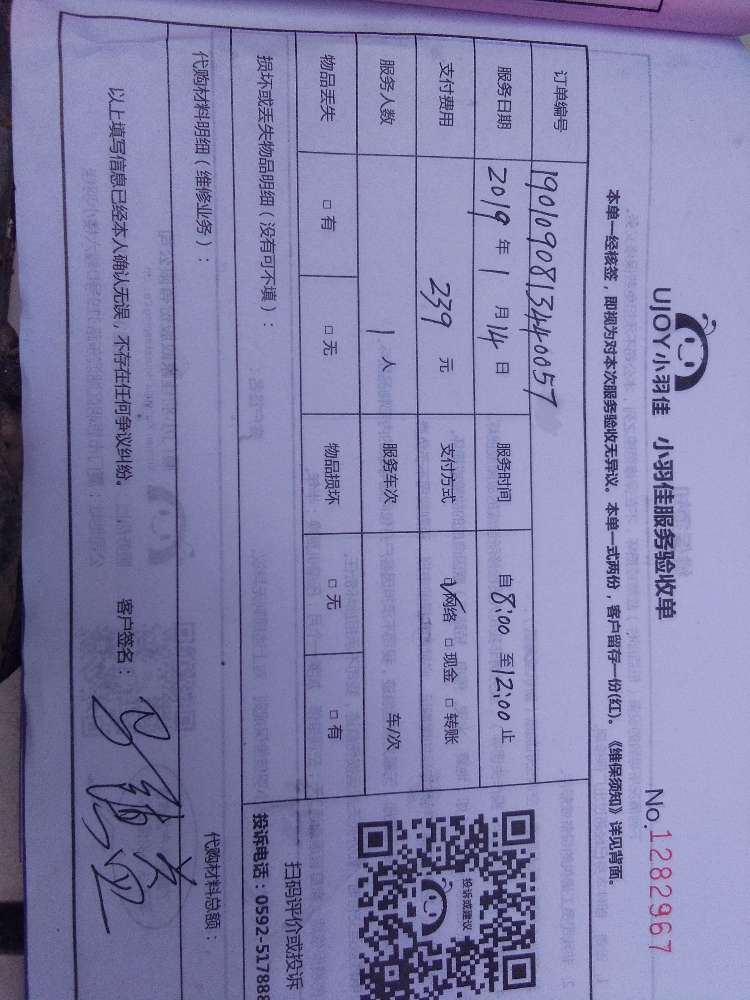 UJOY小羽佳 小羽佳服务验收单
No.1282967
本单一经核签，即视为对本次服务验收无异议。本单一式两份，客户留存一份(红)。《维保须知》详见背面。
订单编号 1901090813440057
服务日期 2019 年 1 月 14 日 服务时间 自 8:00 至 12:00 止
支付费用 239 元 支付方式 ☑网络 □现金 □转账
服务人数 1 人 服务车次 车/次
物品丢失 □有 □无 物品损坏 □无 □有
投诉或建议
扫码评价或投诉
投诉电话：0592-517888
损坏或丢失物品明细（没有可不填）：
代购材料明细（维修业务）： 代购材料总额：
以上填写信息已经本人确认无误，不存在任何争议纠纷。 客户签名：